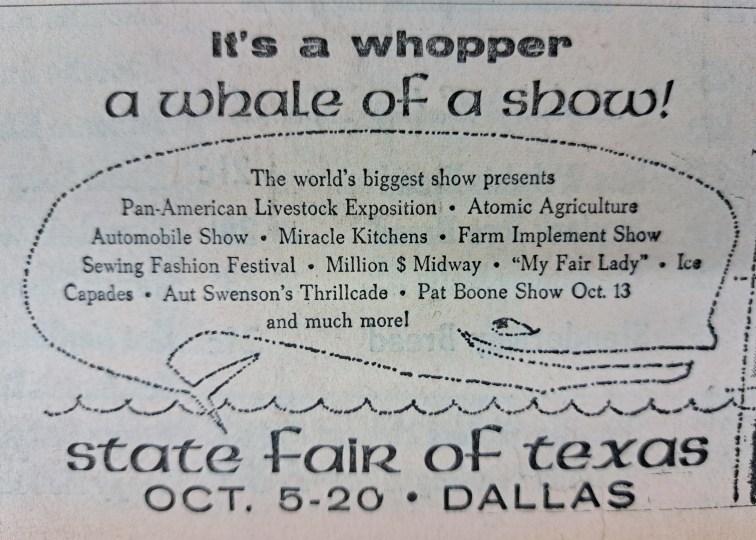 it's a whopper
a whale of a show!
The world's biggest show presents
Pan-American Livestock Exposition • Atomic Agriculture
Automobile Show • Miracle Kitchens • Farm Implement Show
Sewing Fashion Festival • Million $ Midway • "My Fair Lady" • Ice
Capades • Aut Swenson's Thrillcade • Pat Boone Show Oct. 13
and much more!
state fair of texas
OCT. 5-20 • DALLAS